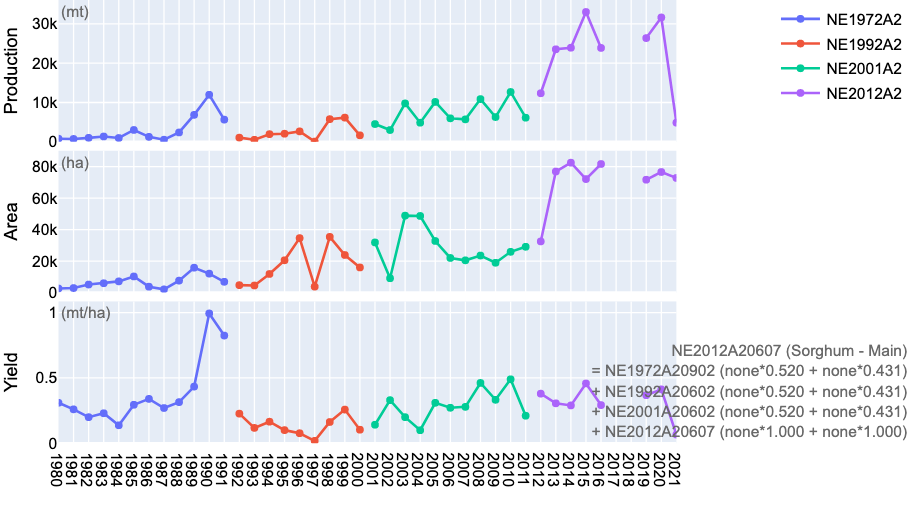 (mt)
30k
20k
10k
0
Production
NE1972A2
NE1992A2
NE2001A2
NE2012A2
(ha)
80k
60k
40k
20k
0
Area
(mt/ha)
1
0.5
0
Yield
NE2012A20607 (Sorghum - Main)
= NE1972A20902 (none*0.520 + none*0.431)
+ NE1992A20602 (none*0.520 + none*0.431)
+ NE2001A20602 (none*0.520 + none*0.431)
+ NE2012A20607 (none*1.000 + none*1.000)
1980 1981 1982 1983 1984 1985 1986 1987 1988 1989 1990 1991 1992 1993 1994 1995 1996 1997 1998 1999 2000 2001 2002 2003 2004 2005 2006 2007 2008 2009 2010 2011 2012 2013 2014 2015 2016 2017 2018 2019 2020 2021